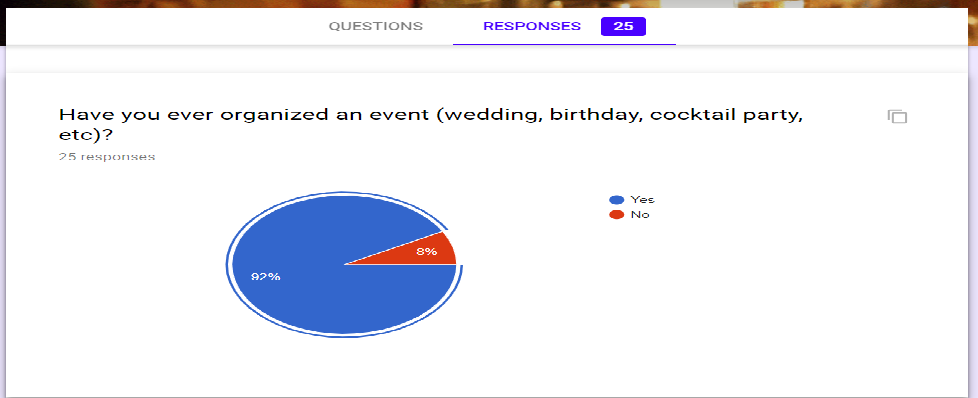 QUESTIONS RESPONSES 25
Have you ever organized an event (wedding, birthday, cocktail party,
etc)?
25 responses
Yes
No
8%
92%